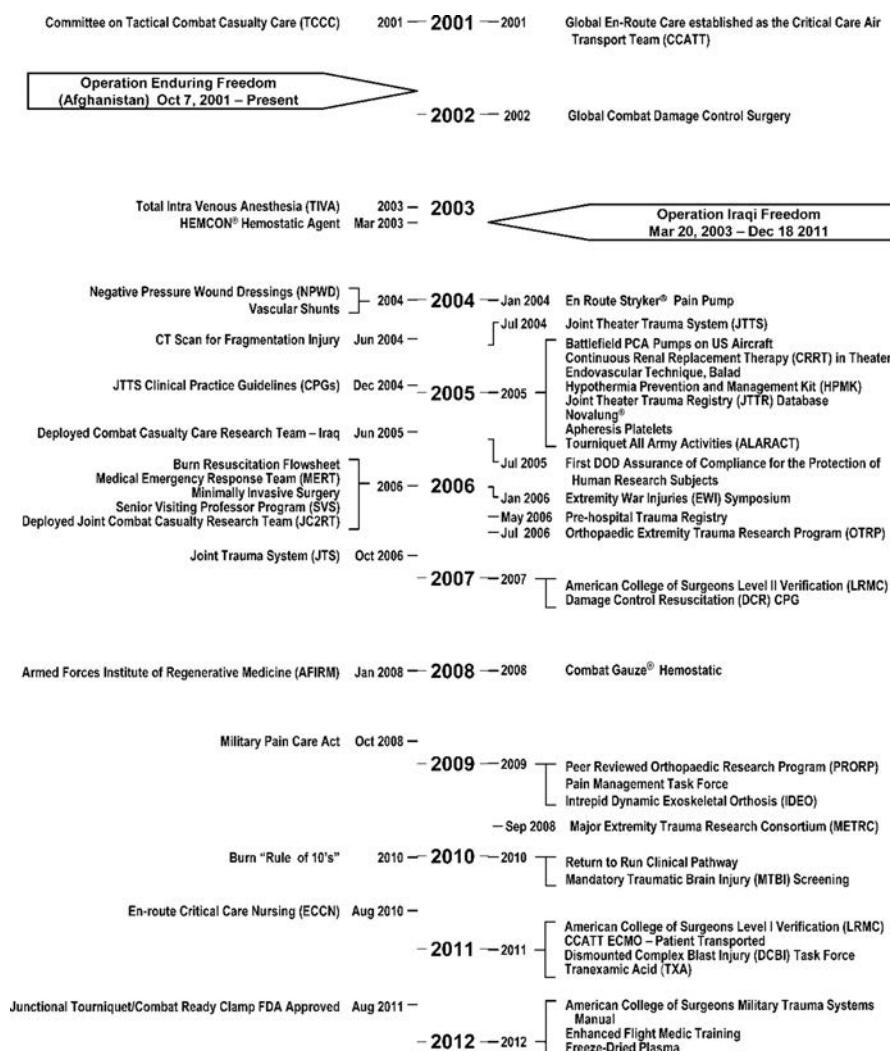 Committee on Tactical Combat Casualty Care (TCCC) 2001 2001 2001 Global En-Route Care established as the Critical Care Air
Transport Team (CCATT)
Operation Enduring Freedom
(Afghanistan) Oct 7, 2001 – Present
2002 2002 Global Combat Damage Control Surgery
Total Intra Venous Anesthesia (TIVA) 2003 2003
HEMCON® Hemostatic Agent Mar 2003
Operation Iraqi Freedom
Mar 20, 2003 – Dec 18 2011
Negative Pressure Wound Dressings (NPWD)
Vascular Shunts
2004 2004 Jan 2004 En Route Stryker® Pain Pump
Jul 2004 Joint Theater Trauma System (JTTS)
CT Scan for Fragmentation Injury Jun 2004
Battlefield PCA Pumps on US Aircraft
Continuous Renal Replacement Therapy (CRRT) in Theater
Endovascular Technique, Balad
JTTS Clinical Practice Guidelines (CPGs) Dec 2004 2005 2005 Hypothermia Prevention and Management Kit (HPMK)
Joint Theater Trauma Registry (JTTR) Database
Novalung®
Apheresis Platelets
Tourniquet All Army Activities (ALARACT)
Deployed Combat Casualty Care Research Team – Iraq Jun 2005
Jul 2005 First DOD Assurance of Compliance for the Protection of
Human Research Subjects
Burn Resuscitation Flowsheet
Medical Emergency Response Team (MERT)
Minimally Invasive Surgery
Senior Visiting Professor Program (SVS)
Deployed Joint Combat Casualty Research Team (JC2RT)
2006 2006
Jan 2006 Extremity War Injuries (EWI) Symposium
May 2006 Pre-hospital Trauma Registry
Jul 2006 Orthopaedic Extremity Trauma Research Program (OTRP)
Joint Trauma System (JTS) Oct 2006
2007 2007 American College of Surgeons Level II Verification (LRMC)
Damage Control Resuscitation (DCR) CPG
Armed Forces Institute of Regenerative Medicine (AFIRM) Jan 2008 2008 2008 Combat Gauze® Hemostatic
Military Pain Care Act Oct 2008
2009 2009 Peer Reviewed Orthopaedic Research Program (PRORP)
Pain Management Task Force
Intrepid Dynamic Exoskeletal Orthosis (IDEO)
Sep 2008 Major Extremity Trauma Research Consortium (METRC)
Burn "Rule of 10's" 2010 2010 2010 Return to Run Clinical Pathway
Mandatory Traumatic Brain Injury (MTBI) Screening
En-route Critical Care Nursing (ECCN) Aug 2010
2011 2011 American College of Surgeons Level I Verification (LRMC)
CCATT ECMO – Patient Transported
Dismounted Complex Blast Injury (DCBI) Task Force
Tranexamic Acid (TXA)
Junctional Tourniquet/Combat Ready Clamp FDA Approved Aug 2011
2012 2012 American College of Surgeons Military Trauma Systems
Manual
Enhanced Flight Medic Training
Freeze-Dried Plasma